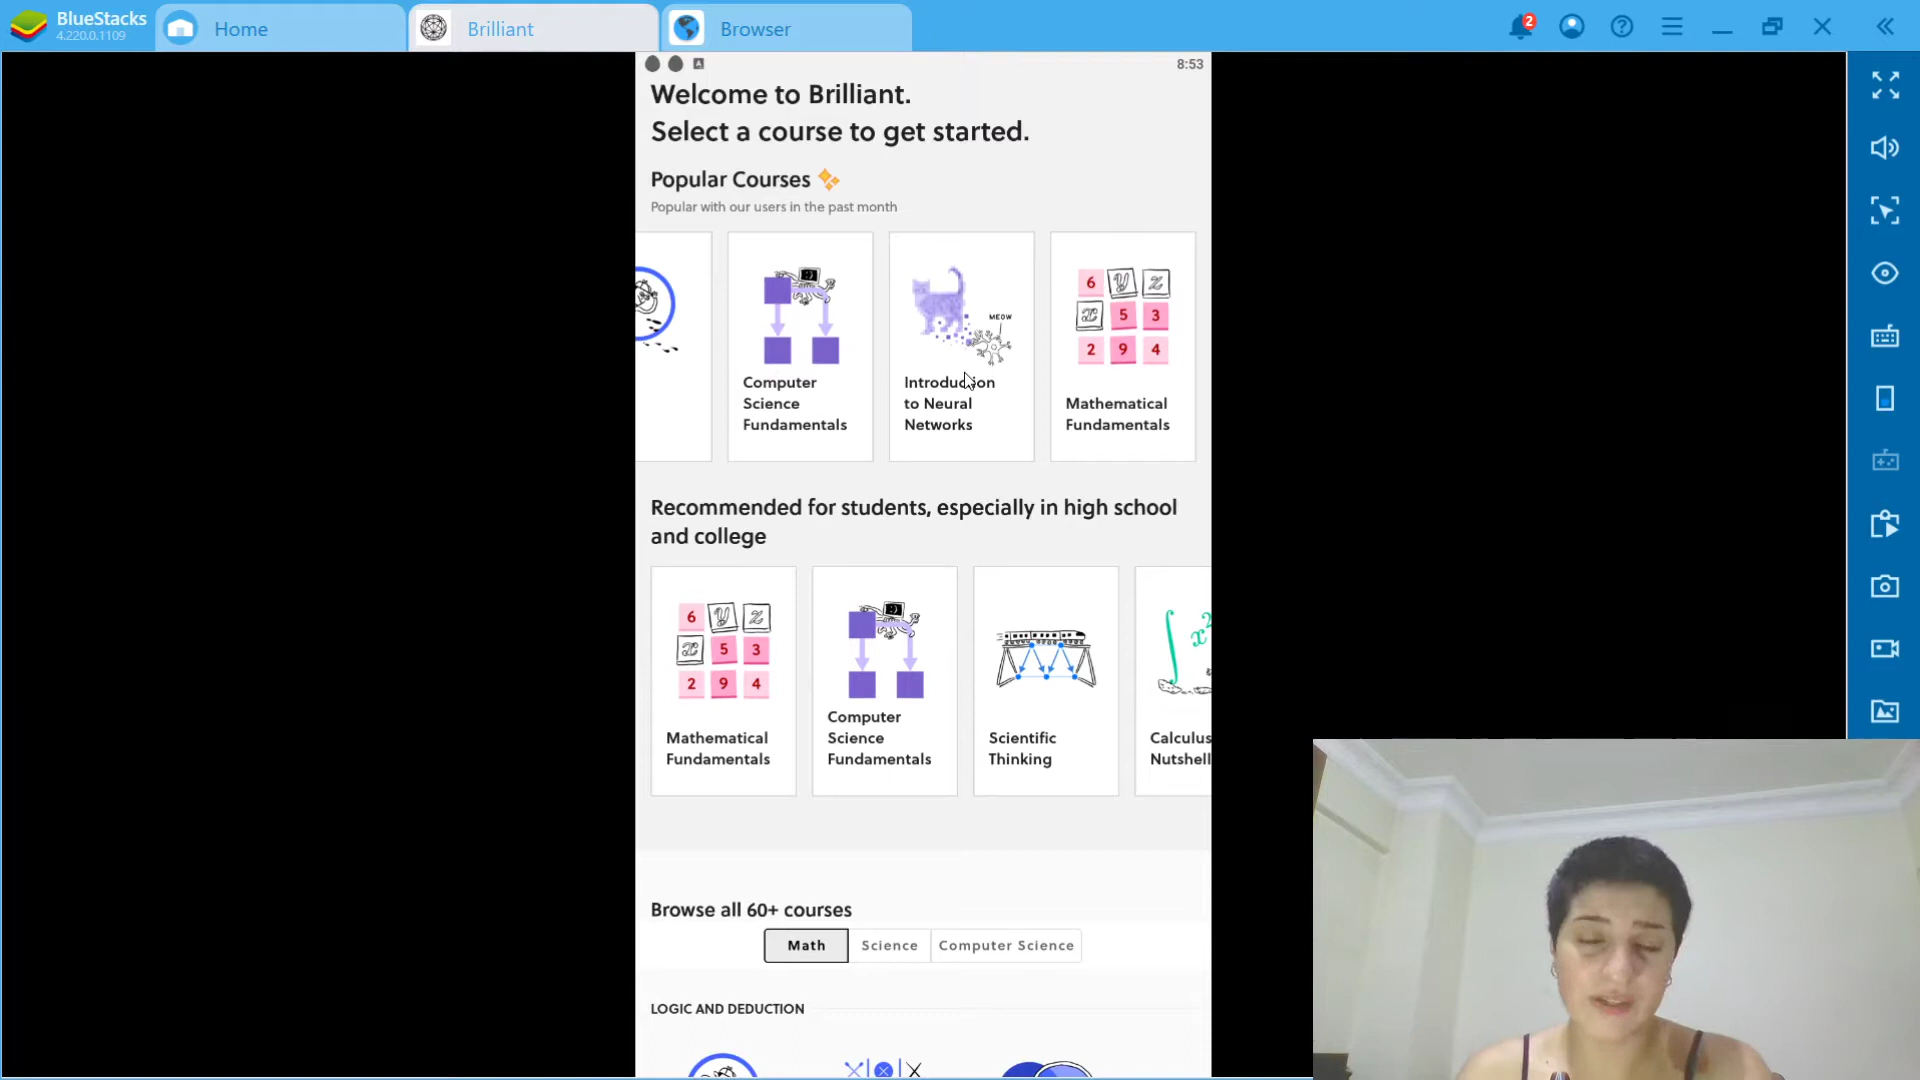 BlueStacks
4.220.0.1109
Home
Brilliant
Browser
2
8:53
Welcome to Brilliant.
Select a course to get started.
Popular Courses
Popular with our users in the past month
Computer
Science
Fundamentals
MEOW
Introduction
to Neural
Networks
6 y z
x 5 3
2 9 4
Mathematical
Fundamentals
Recommended for students, especially in high school
and college
6 y z
x 5 3
2 9 4
Mathematical
Fundamentals
Computer
Science
Fundamentals
Scientific
Thinking
∫ x²
Calculus
Nutshell
Browse all 60+ courses
Math
Science
Computer Science
LOGIC AND DEDUCTION